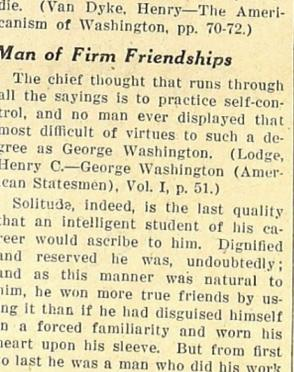 die. (Van Dyke, Henry—The Ameri-
canism of Washington, pp. 70-72.)
Man of Firm Friendships
The chief thought that runs through
all the sayings is to practice self-con-
trol, and no man ever displayed that
most difficult of virtues to such a de-
gree as George Washington. (Lodge,
Henry C.—George Washington (Amer-
ican Statesmen), Vol. I, p. 51.)
Solitude, indeed, is the last quality
that an intelligent student of his ca-
reer would ascribe to him. Dignified
and reserved he was, undoubtedly;
and as this manner was natural to
him, he won more true friends by us-
ing it than if he had disguised himself
in a forced familiarity and worn his
heart upon his sleeve. But from first
to last he was a man who did his work